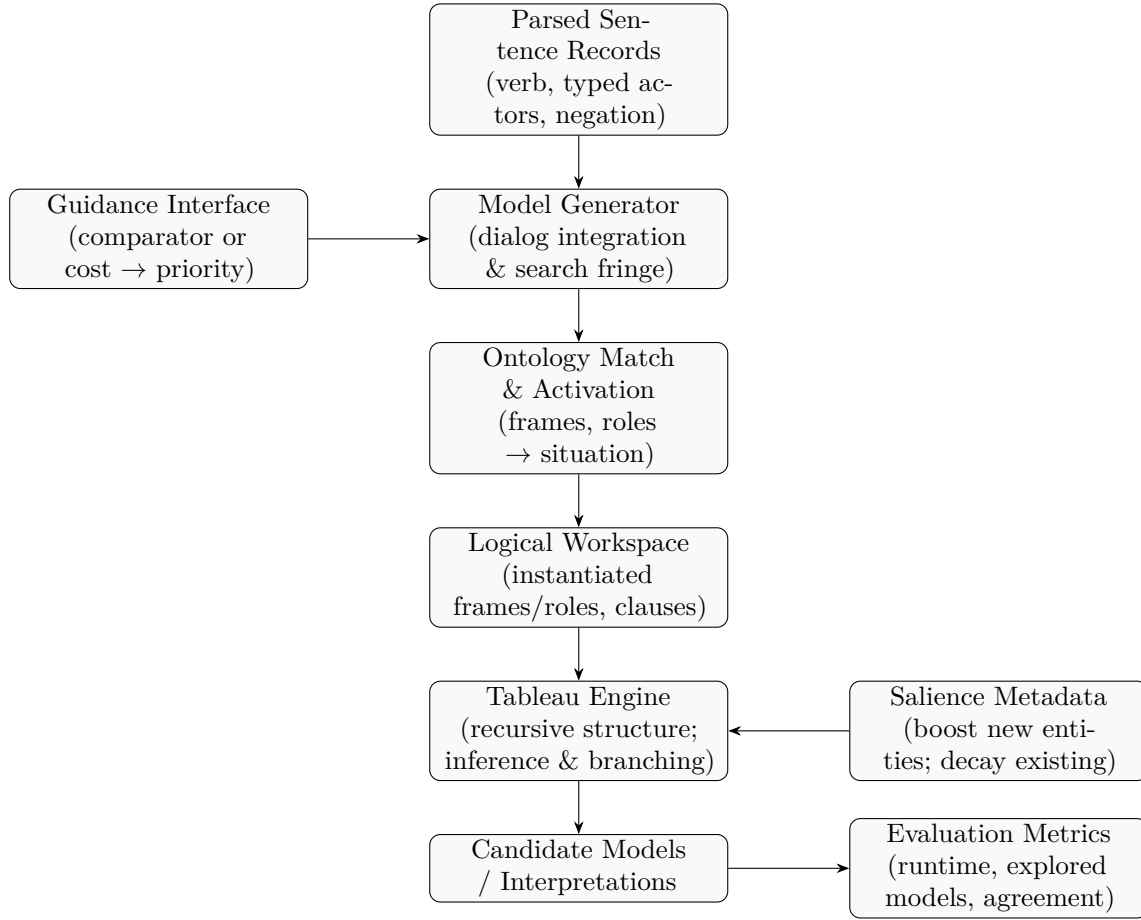 Parsed Sen-
tence Records
(verb, typed ac-
tors, negation)
Guidance Interface
(comparator or
cost → priority)
Model Generator
(dialog integration
& search fringe)
Ontology Match
& Activation
(frames, roles
→ situation)
Logical Workspace
(instantiated
frames/roles, clauses)
Tableau Engine
(recursive structure;
inference & branching)
Salience Metadata
(boost new enti-
ties; decay existing)
Candidate Models
/ Interpretations
Evaluation Metrics
(runtime, explored
models, agreement)